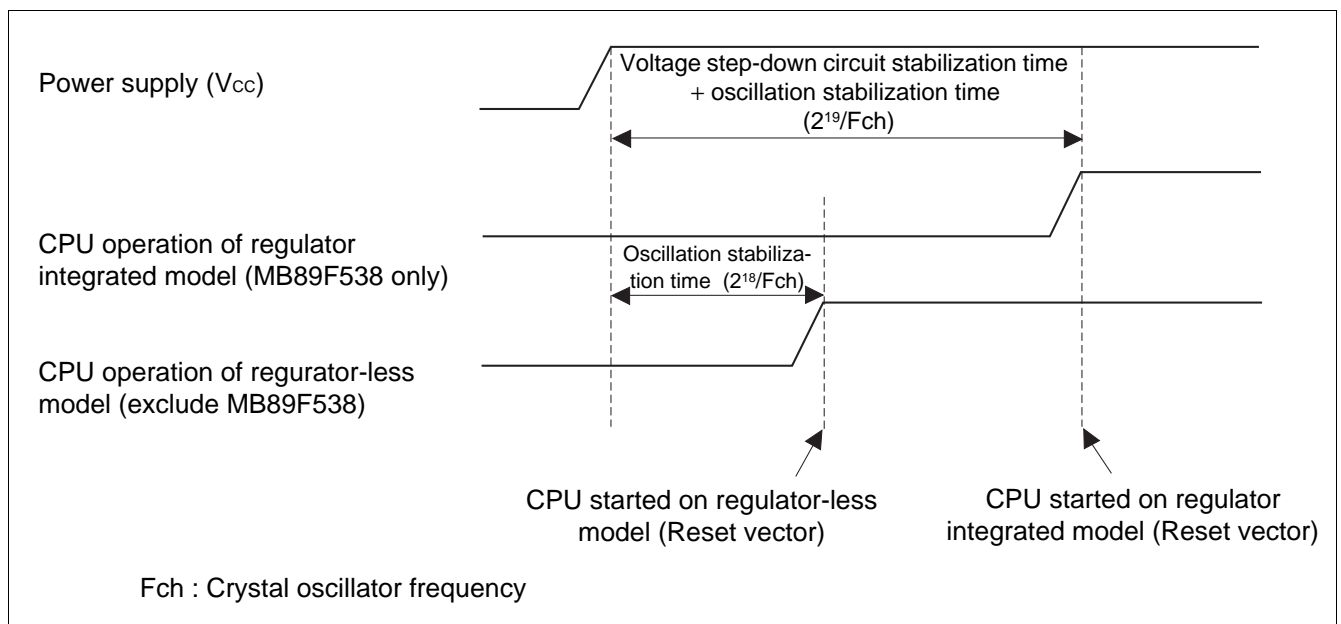 Power supply (Vcc)
Voltage step-down circuit stabilization time
+ oscillation stabilization time
(2¹⁹/Fch)
CPU operation of regulator
integrated model (MB89F538 only)
Oscillation stabiliza-
tion time (2¹⁸/Fch)
CPU operation of regurator-less
model (exclude MB89F538)
CPU started on regulator-less
model (Reset vector)
CPU started on regulator
integrated model (Reset vector)
Fch : Crystal oscillator frequency